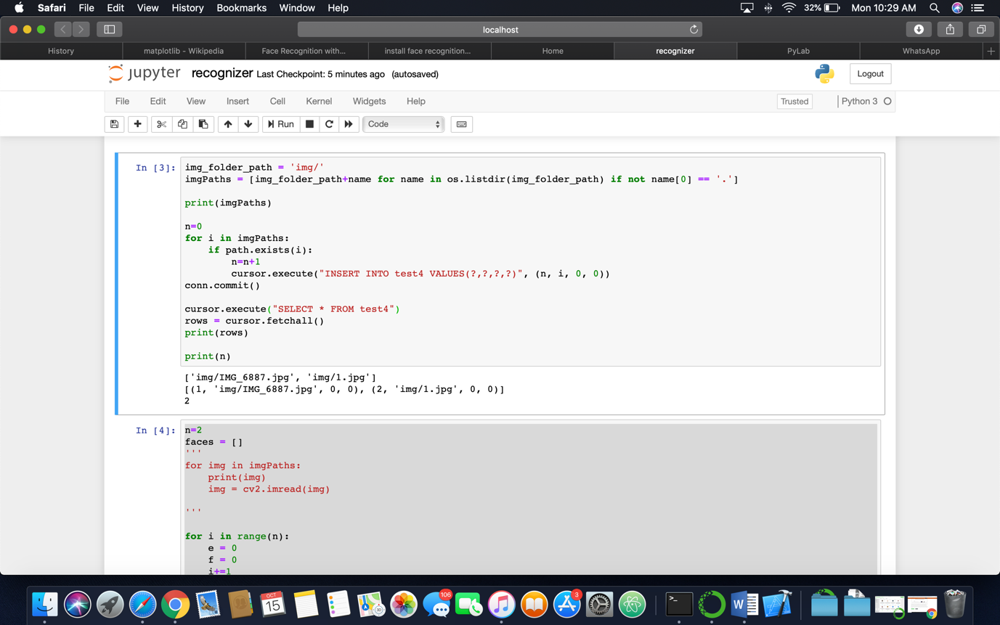 Safari File Edit View History Bookmarks Window Help 32% Mon 10:29 AM
localhost
History matplotlib - Wikipedia Face Recognition with... install face recognition... Home recognizer PyLab WhatsApp
jupyter recognizer Last Checkpoint: 5 minutes ago (autosaved) Logout
File Edit View Insert Cell Kernel Widgets Help Trusted Python 3
Run Code
In [3]: img_folder_path = 'img/'
imgPaths = [img_folder_path+name for name in os.listdir(img_folder_path) if not name[0] == '.']
print(imgPaths)
n=0
for i in imgPaths:
if path.exists(i):
n=n+1
cursor.execute("INSERT INTO test4 VALUES(?,?,?,?)", (n, i, 0, 0))
conn.commit()
cursor.execute("SELECT * FROM test4")
rows = cursor.fetchall()
print(rows)
print(n)
['img/IMG_6887.jpg', 'img/1.jpg']
[(1, 'img/IMG_6887.jpg', 0, 0), (2, 'img/1.jpg', 0, 0)]
2
In [4]: n=2
faces = []
'''
for img in imgPaths:
print(img)
img = cv2.imread(img)
'''
for i in range(n):
e = 0
f = 0
i+=1
OCT
15
106
3D
3
>_
W